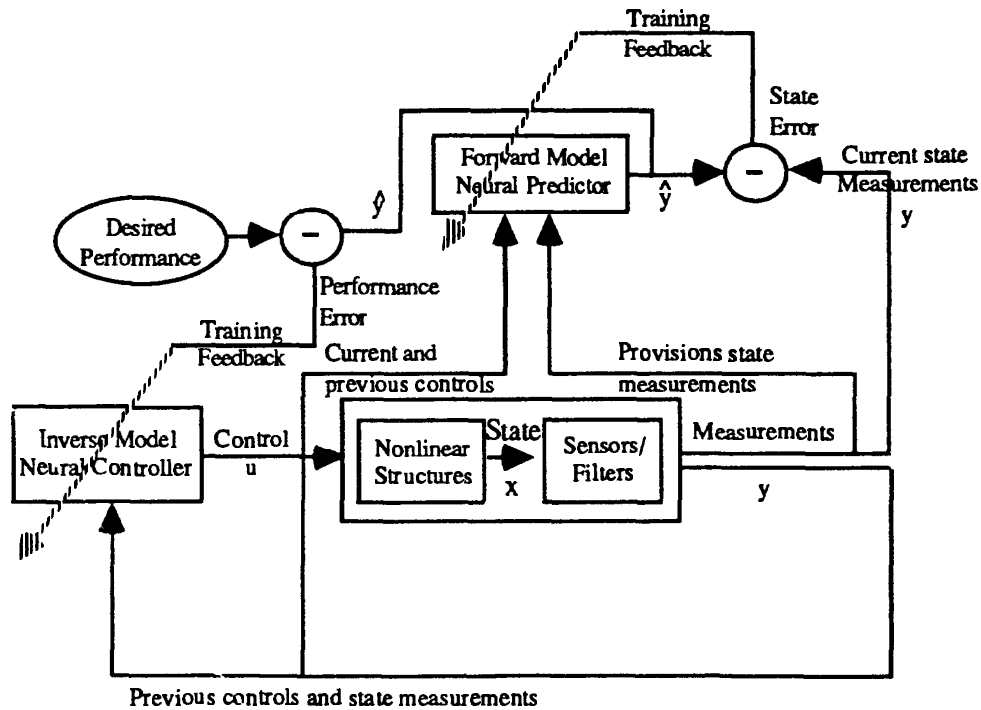 Training
Feedback
State
Error
Forward Model
Neural Predictor
ŷ
Current state
Measurements
y
Desired
Performance
−
ŷ
−
Performance
Error
Training
Feedback
Current and
previous controls
Provisions state
measurements
Inverse Model
Neural Controller
Control
u
Nonlinear
Structures
State
x
Sensors/
Filters
Measurements
y
Previous controls and state measurements